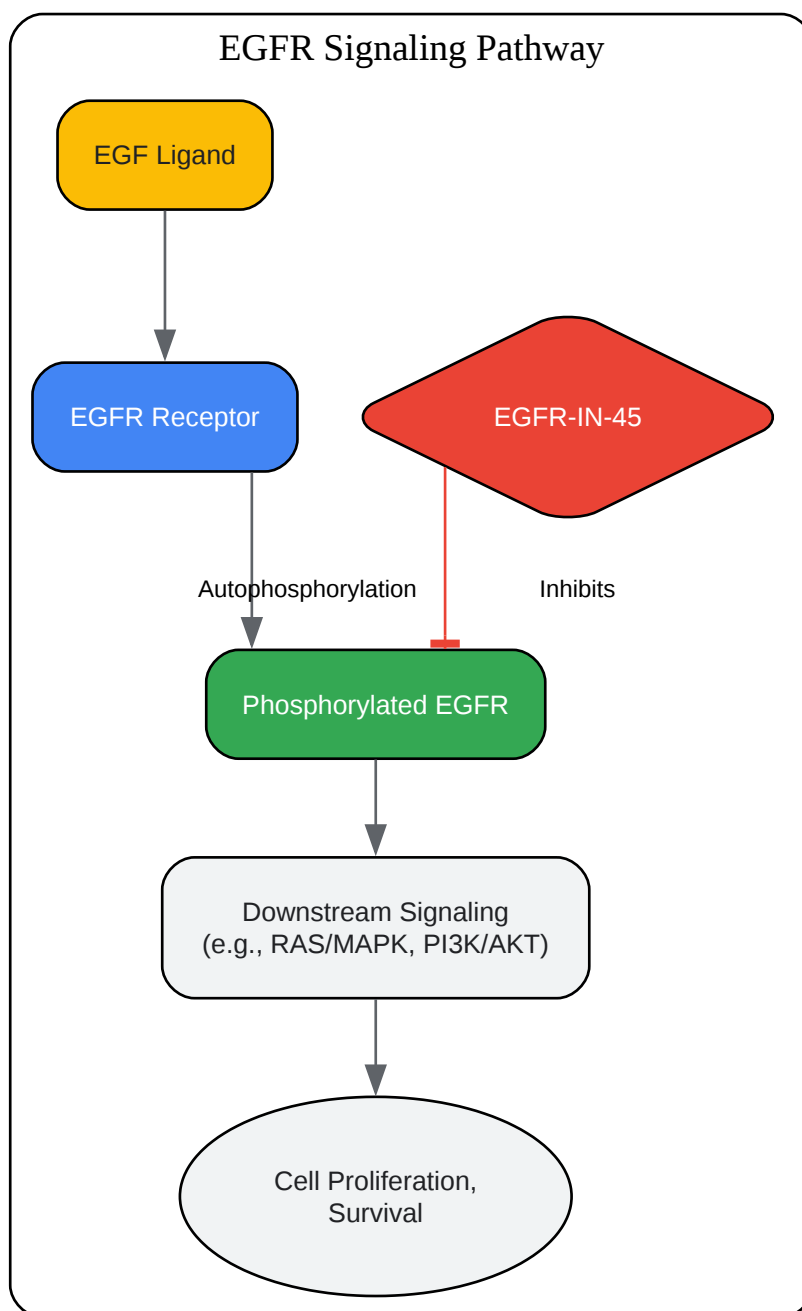 EGFR Signaling Pathway
EGF Ligand
EGFR Receptor
EGFR-IN-45
Autophosphorylation
Inhibits
Phosphorylated EGFR
Downstream Signaling
(e.g., RAS/MAPK, PI3K/AKT)
Cell Proliferation,
Survival